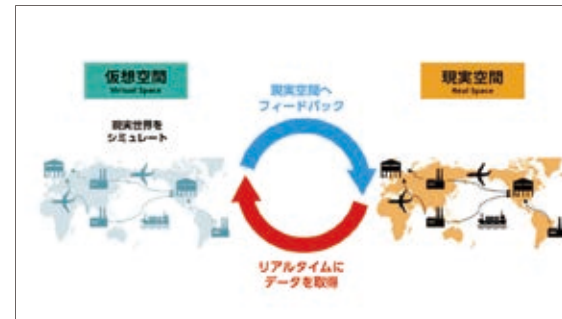 仮想空間
Virtual Space
現実世界を
シミュレート
現実空間へ
フィードバック
現実空間
Real Space
リアルタイムに
データを取得